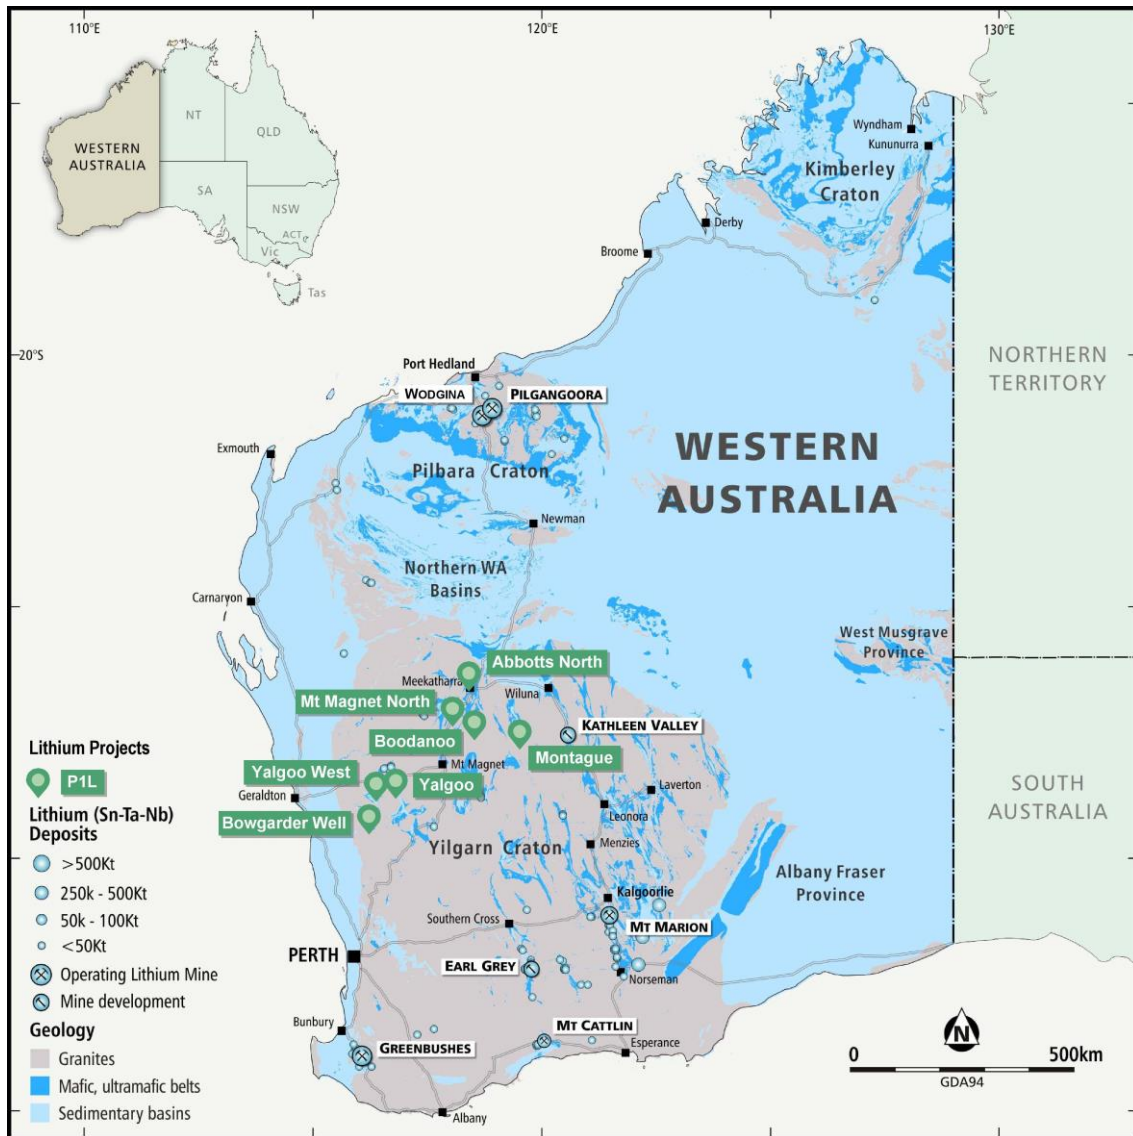 110°E
120°E
130°E
20°S
WESTERN
AUSTRALIA
NT
QLD
SA
NSW
ACT
Vic
Tas
Wyndham
Kununurra
Kimberley
Craton
Derby
Broome
NORTHERN
TERRITORY
Port Hedland
WODGINA
PILGANGOORA
WESTERN
AUSTRALIA
Exmouth
Pilbara Craton
Newman
Northern WA
Basins
Carnarvon
West Musgrave
Province
Abbotts North
Meekatharra
Wiluna
Mt Magnet North
KATHLEEN VALLEY
Boodanoo
Montague
Mt Magnet
Yalgoo West
Yalgoo
Laverton
Geraldton
Leonora
Bowgarder Well
Yilgarn Craton
Menzies
SOUTH
AUSTRALIA
Albany Fraser
Province
Kalgoorlie
Southern Cross
MT MARION
PERTH
EARL GREY
Norseman
Bunbury
MT CATTLIN
GREENBUSHES
Esperance
Albany
Lithium Projects
P1L
Lithium (Sn-Ta-Nb)
Deposits
>500Kt
250k - 500Kt
50k - 100Kt
<50Kt
Operating Lithium Mine
Mine development
Geology
Granites
Mafic, ultramafic belts
Sedimentary basins
N
0 500km
GDA94